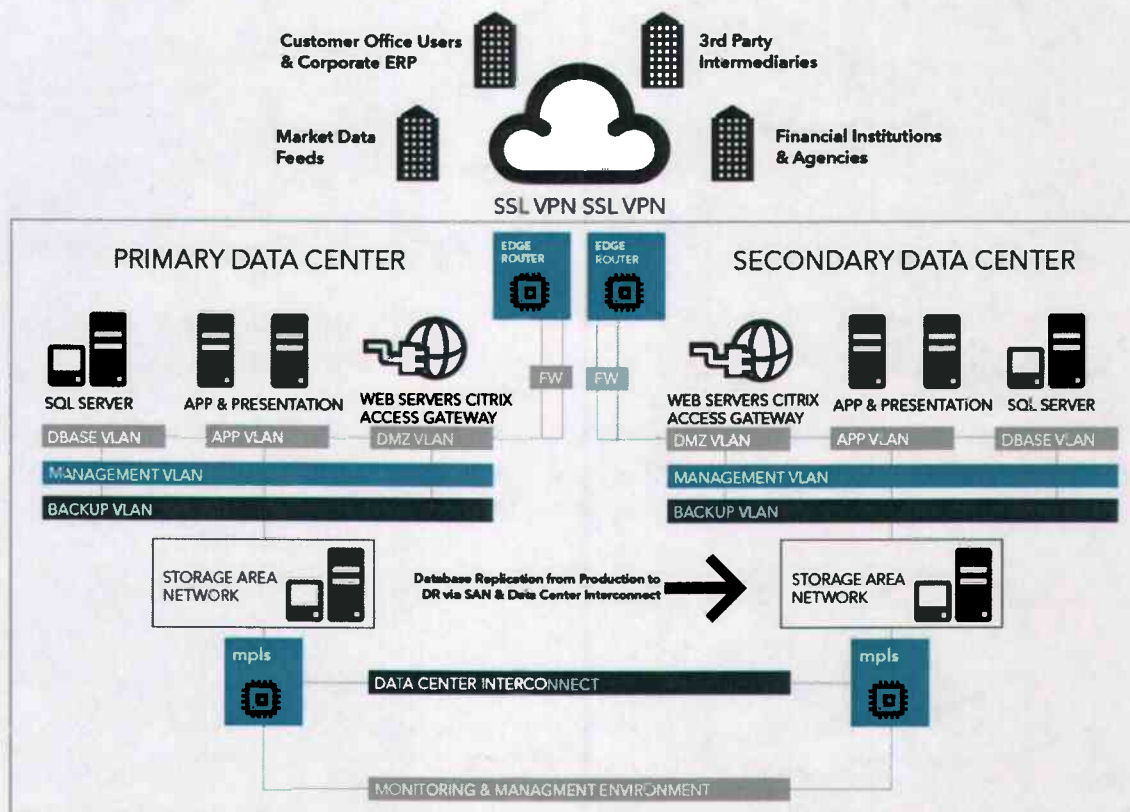 Customer Office Users
& Corporate ERP
3rd Party
Intermediaries
Market Data
Feeds
Financial Institutions
& Agencies
SSL VPN SSL VPN
PRIMARY DATA CENTER
EDGE
ROUTER
EDGE
ROUTER
SECONDARY DATA CENTER
FW
FW
SQL SERVER
APP & PRESENTATION
WEB SERVERS CITRIX
ACCESS GATEWAY
WEB SERVERS CITRIX
ACCESS GATEWAY
APP & PRESENTATION
SQL SERVER
DBASE VLAN
APP VLAN
DMZ VLAN
DMZ VLAN
APP VLAN
DBASE VLAN
MANAGEMENT VLAN
MANAGEMENT VLAN
BACKUP VLAN
BACKUP VLAN
STORAGE AREA
NETWORK
Database Replication from Production to
DR via SAN & Data Center Interconnect
STORAGE AREA
NETWORK
mpls
mpls
DATA CENTER INTERCONNECT
MONITORING & MANAGMENT ENVIRONMENT